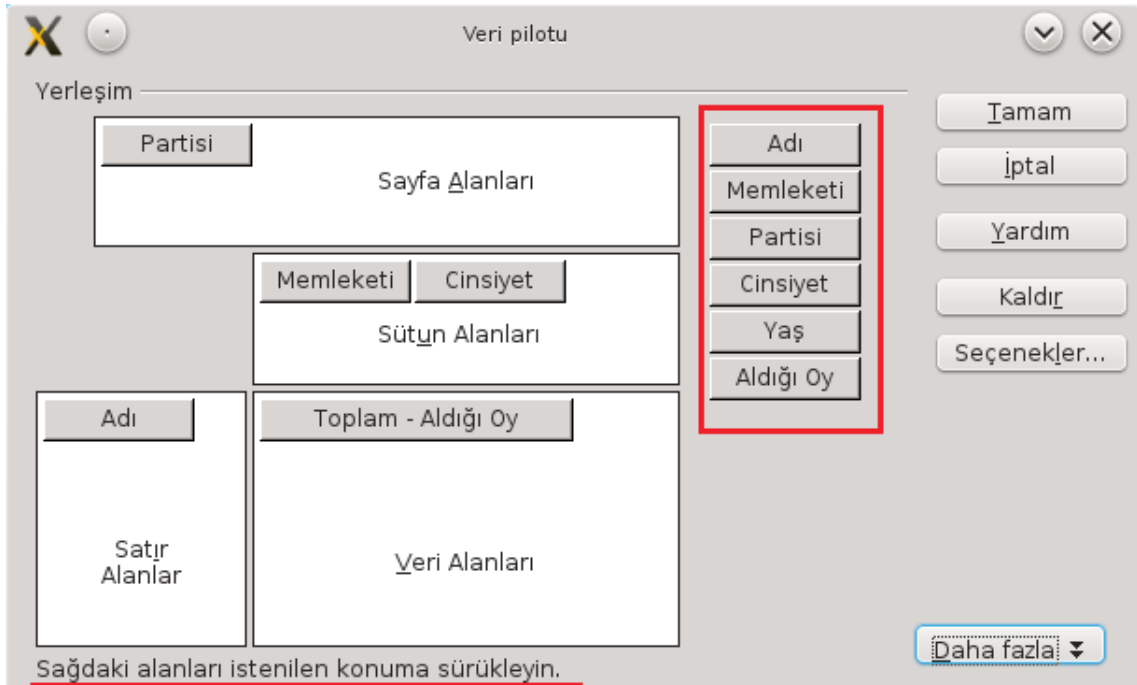 Veri pilotu
Yerleşim
Partisi
Sayfa Alanları
Memleketi
Cinsiyet
Sütun Alanları
Adı
Satır
Alanlar
Toplam - Aldığı Oy
Veri Alanları
Adı
Memleketi
Partisi
Cinsiyet
Yaş
Aldığı Oy
Tamam
İptal
Yardım
Kaldır
Seçenekler...
Daha fazla
Sağdaki alanları istenilen konuma sürükleyin.